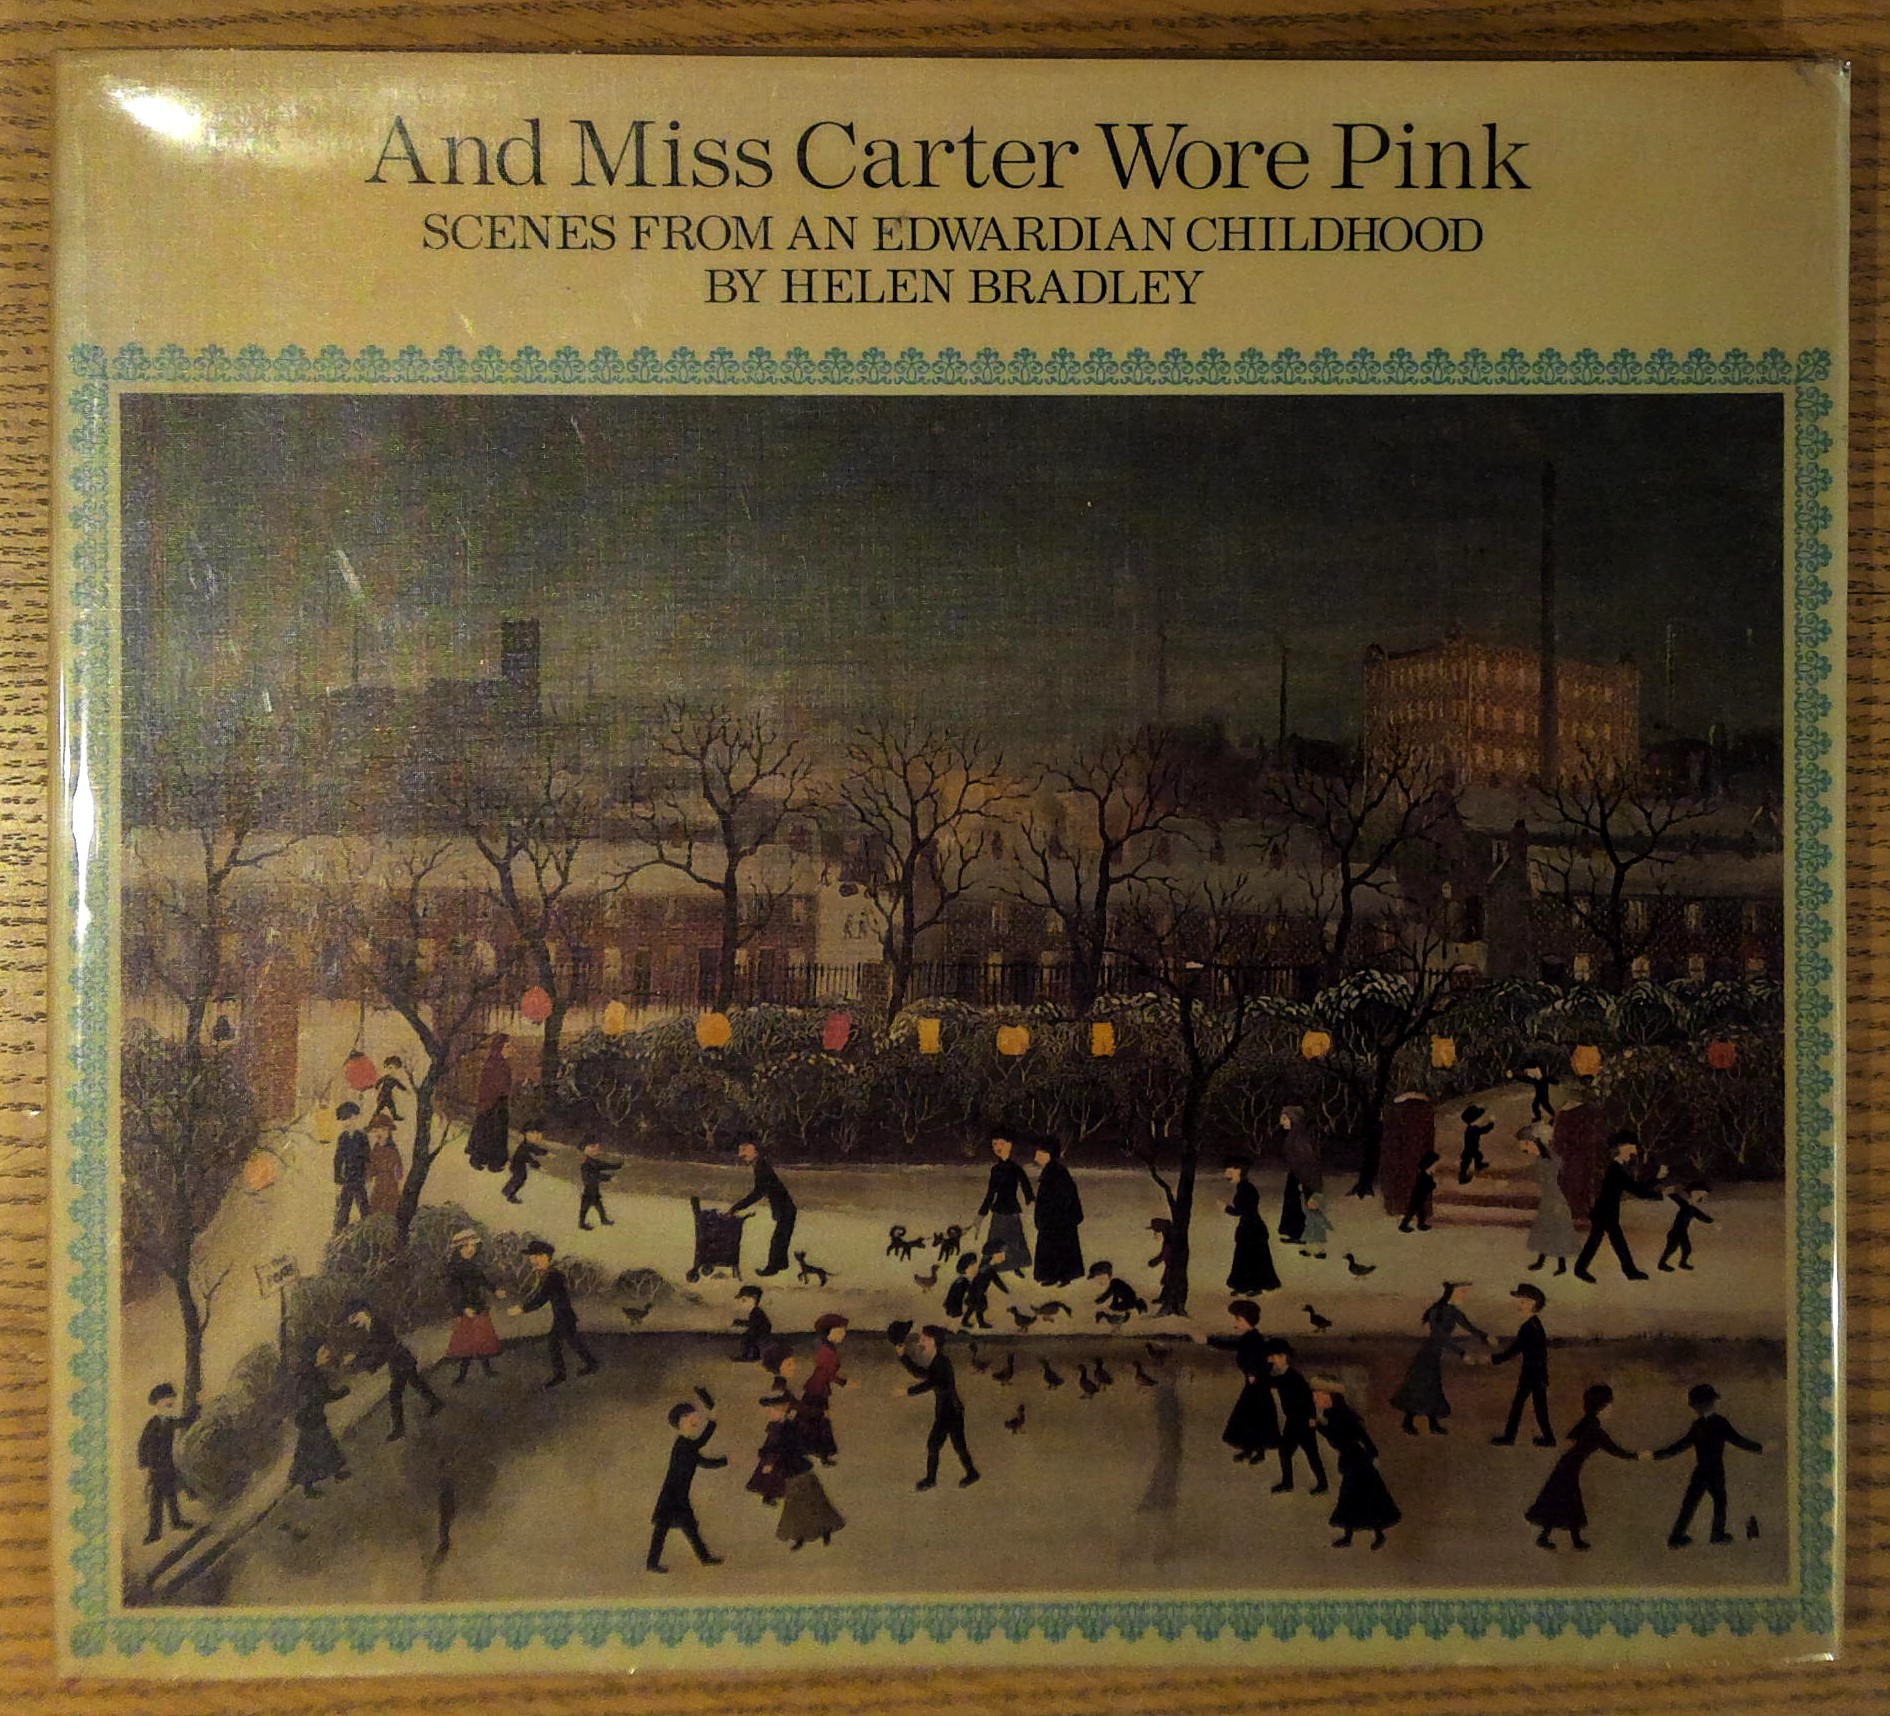 And Miss Carter Wore Pink
SCENES FROM AN EDWARDIAN CHILDHOOD
BY HELEN BRADLEY